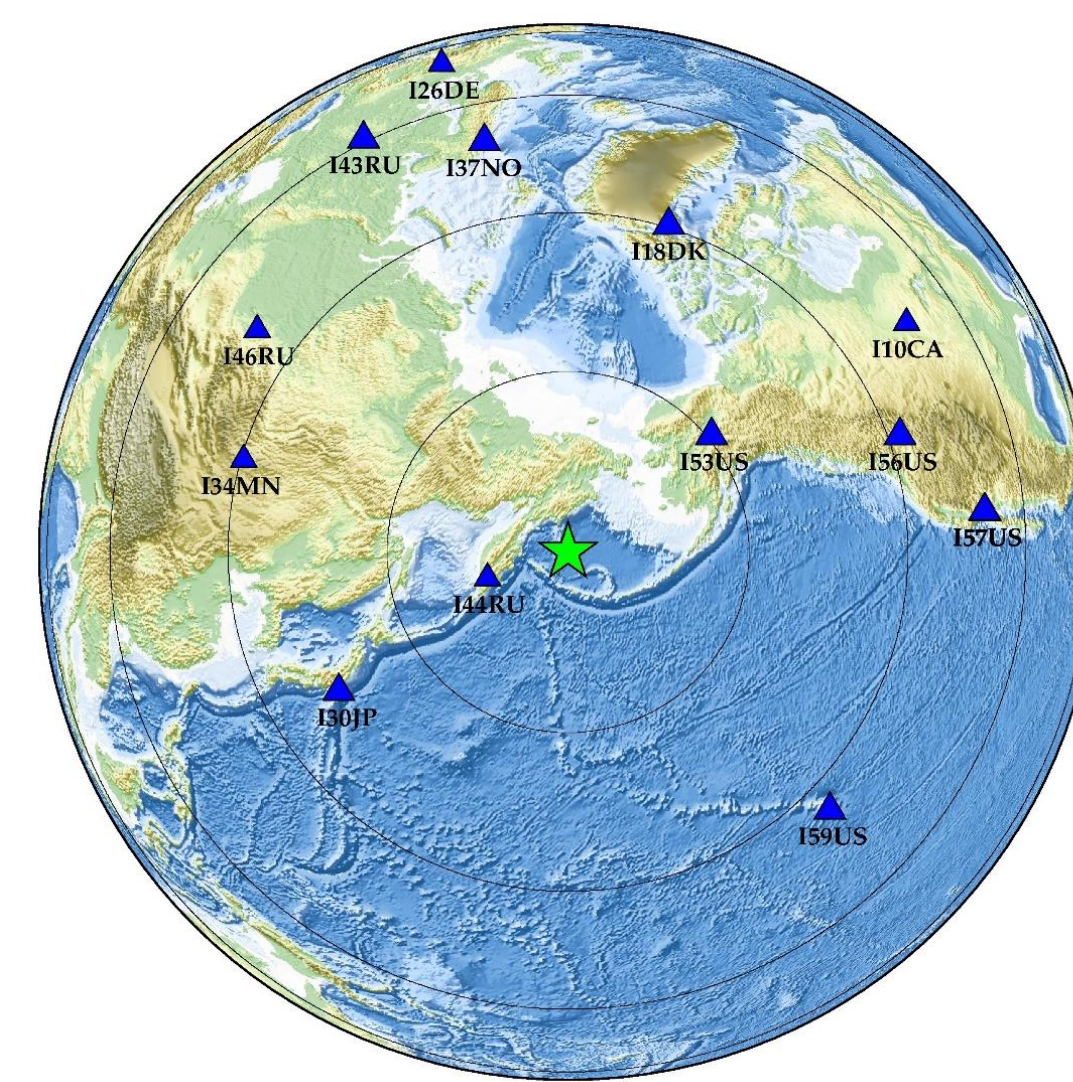 I26DE
I43RU
I37NO
I18DK
I46RU
I10CA
I53US
I56US
I34MN
I57US
I44RU
I30JP
I59US